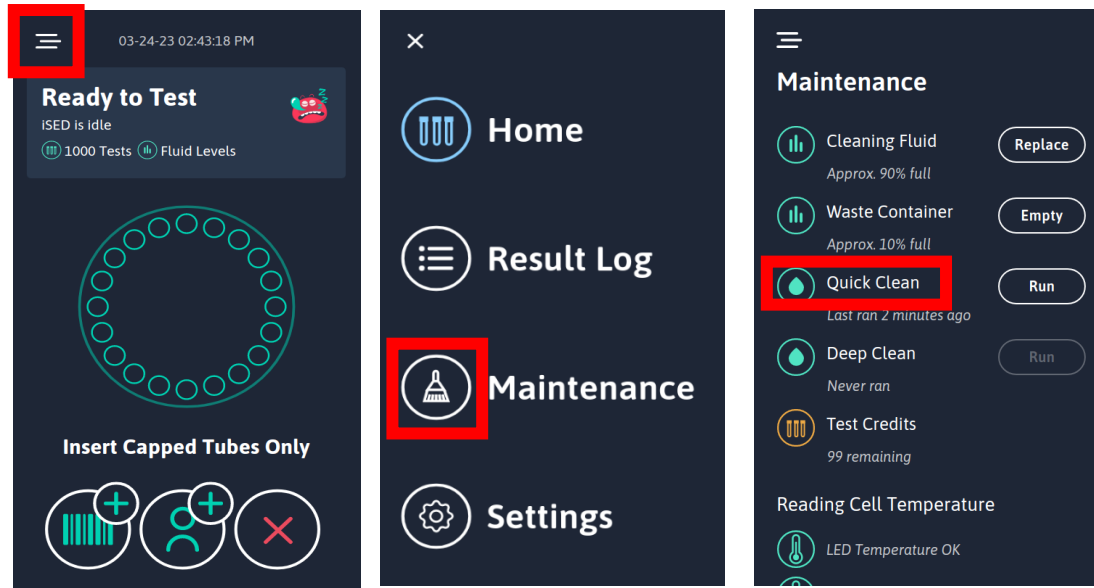 03-24-23 02:43:18 PM
Ready to Test
iSED is idle
1000 Tests Fluid Levels
Insert Capped Tubes Only
Home
Result Log
Maintenance
Settings
Maintenance
Cleaning Fluid
Replace
Approx. 90% full
Waste Container
Empty
Approx. 10% full
Quick Clean
Run
Last ran 2 minutes ago
Deep Clean
Run
Never ran
Test Credits
99 remaining
Reading Cell Temperature
LED Temperature OK